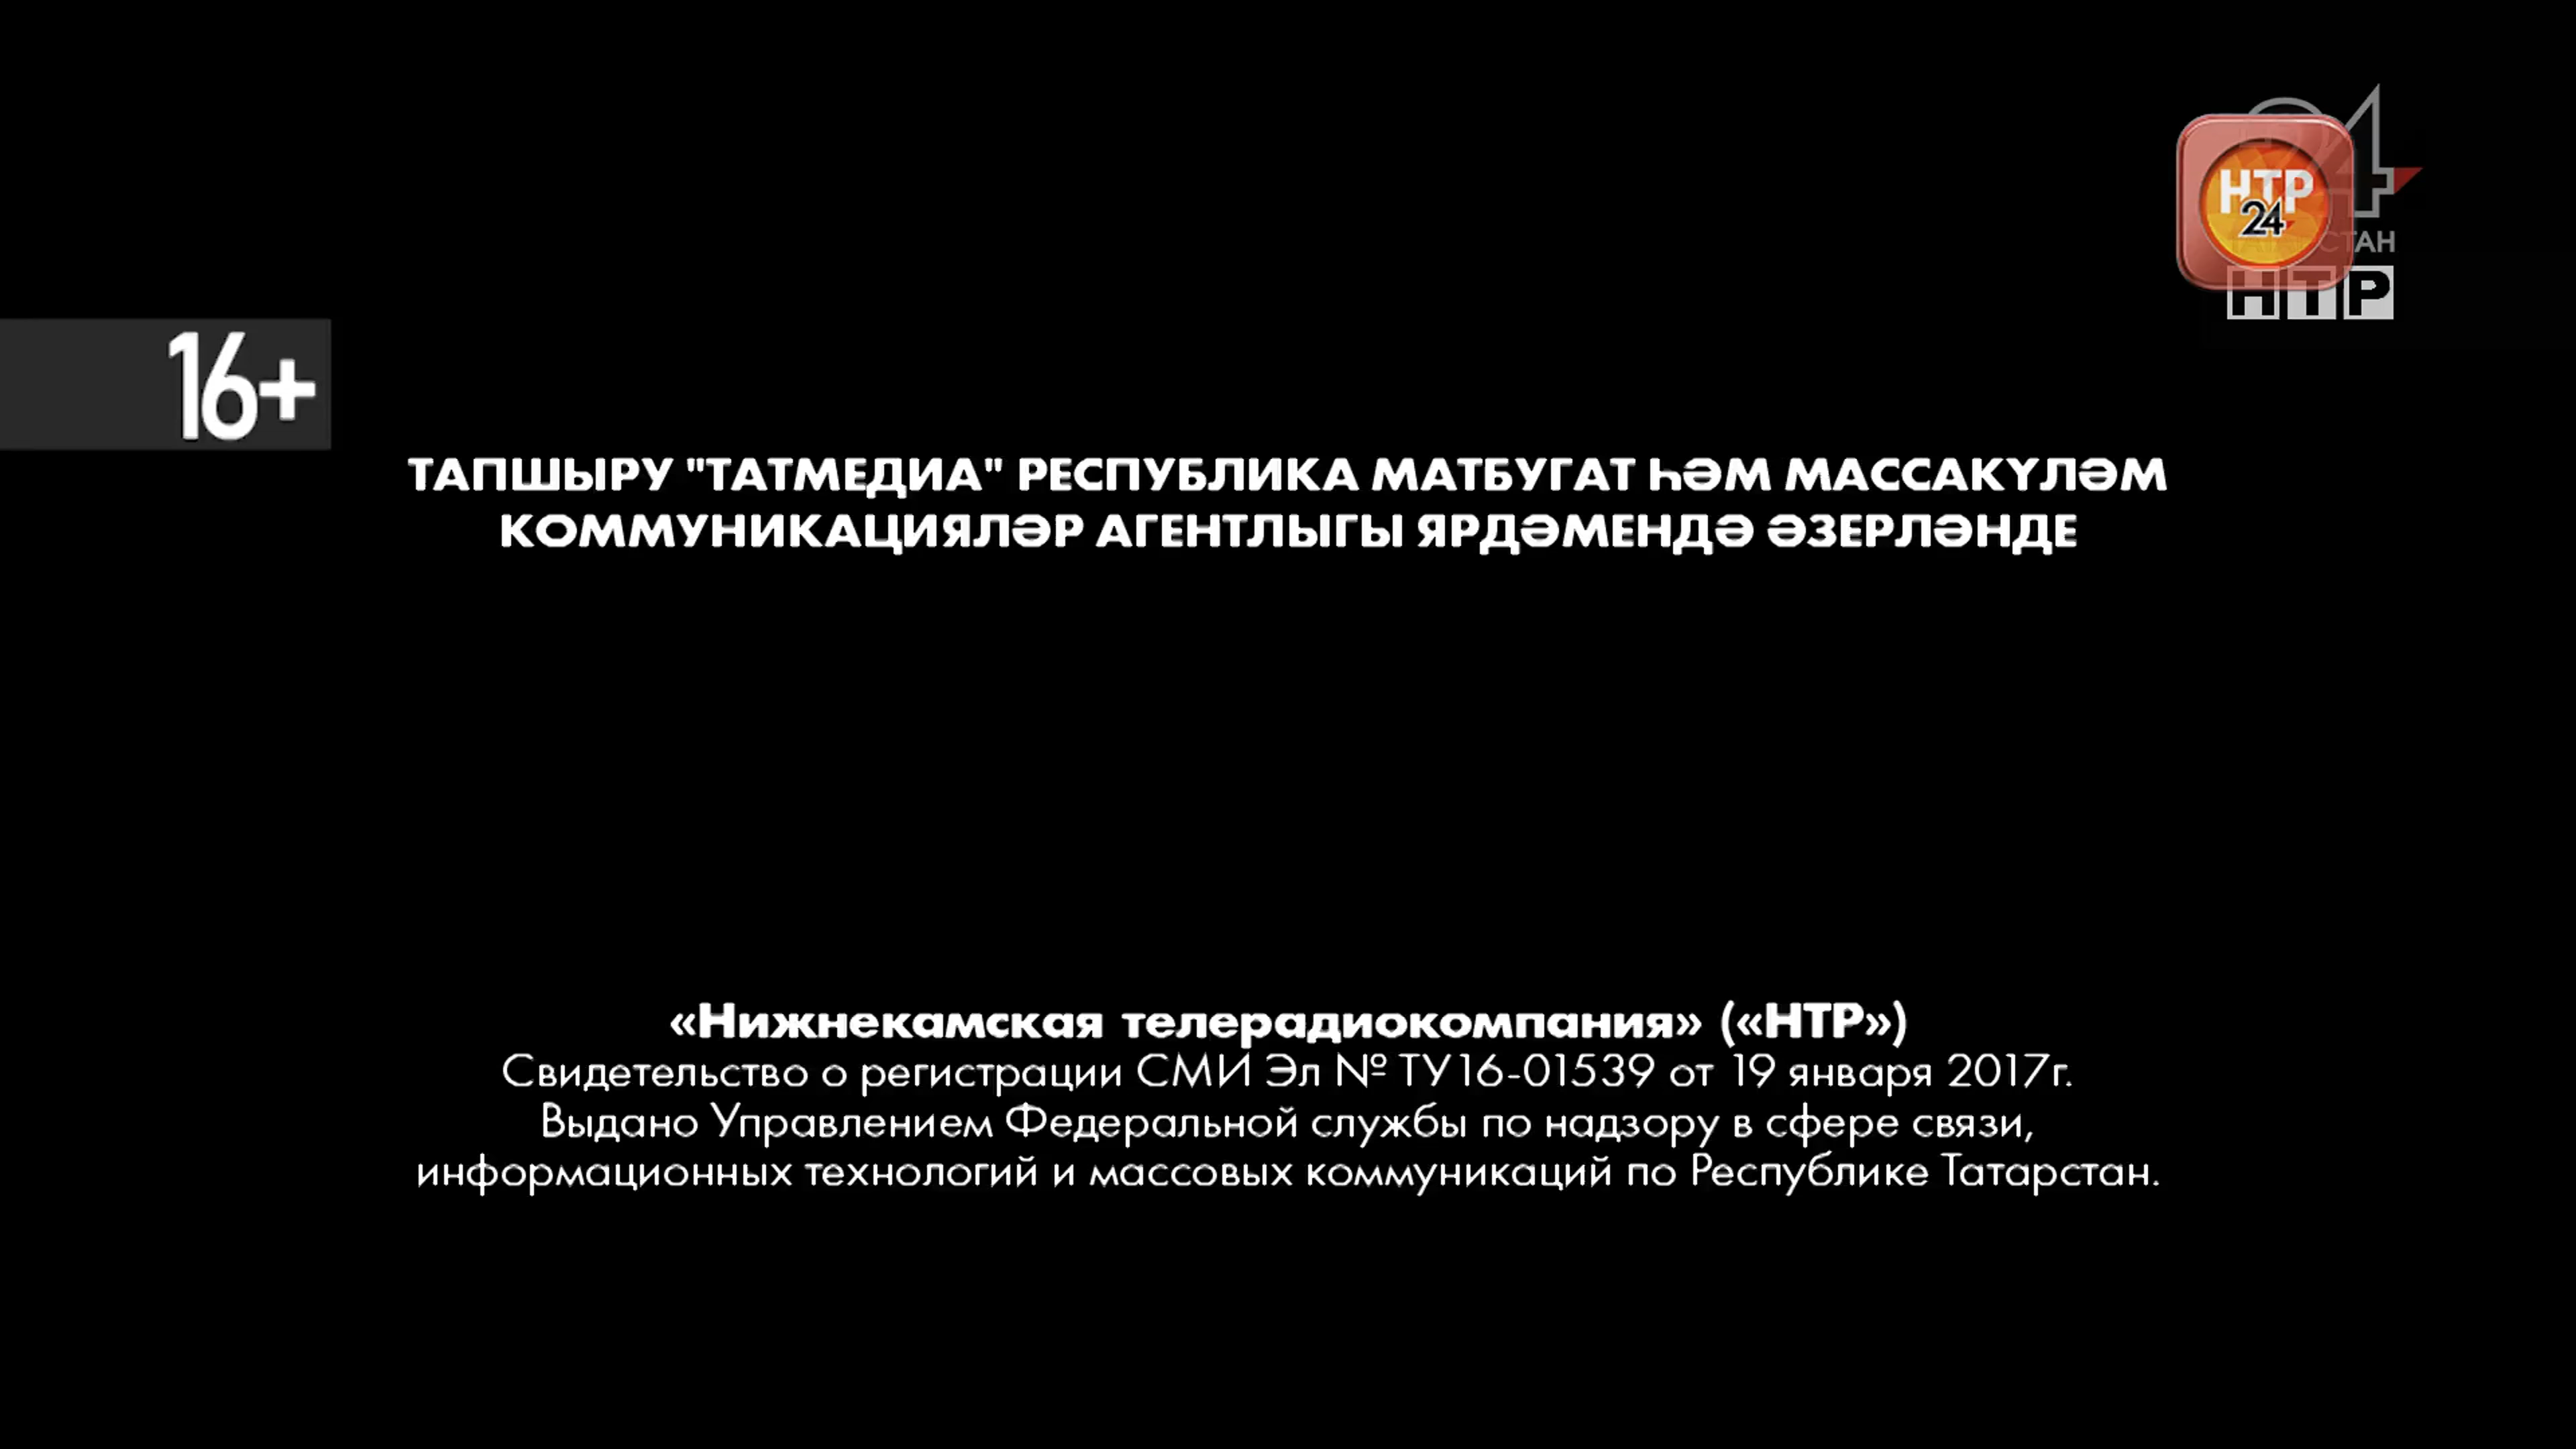 НТР
24
НТР
16+
ТАПШЫРУ "ТАТМЕДИА" РЕСПУБЛИКА МАТБУГАТ ҺӘМ МАССАКҮЛӘМ
КОММУНИКАЦИЯЛӘР АГЕНТЛЫГЫ ЯРДӘМЕНДӘ ӘЗЕРЛӘНДЕ
«Нижнекамская телерадиокомпания» («НТР»)
Свидетельство о регистрации СМИ Эл № ТУ16-01539 от 19 января 2017г.
Выдано Управлением Федеральной службы по надзору в сфере связи,
информационных технологий и массовых коммуникаций по Республике Татарстан.